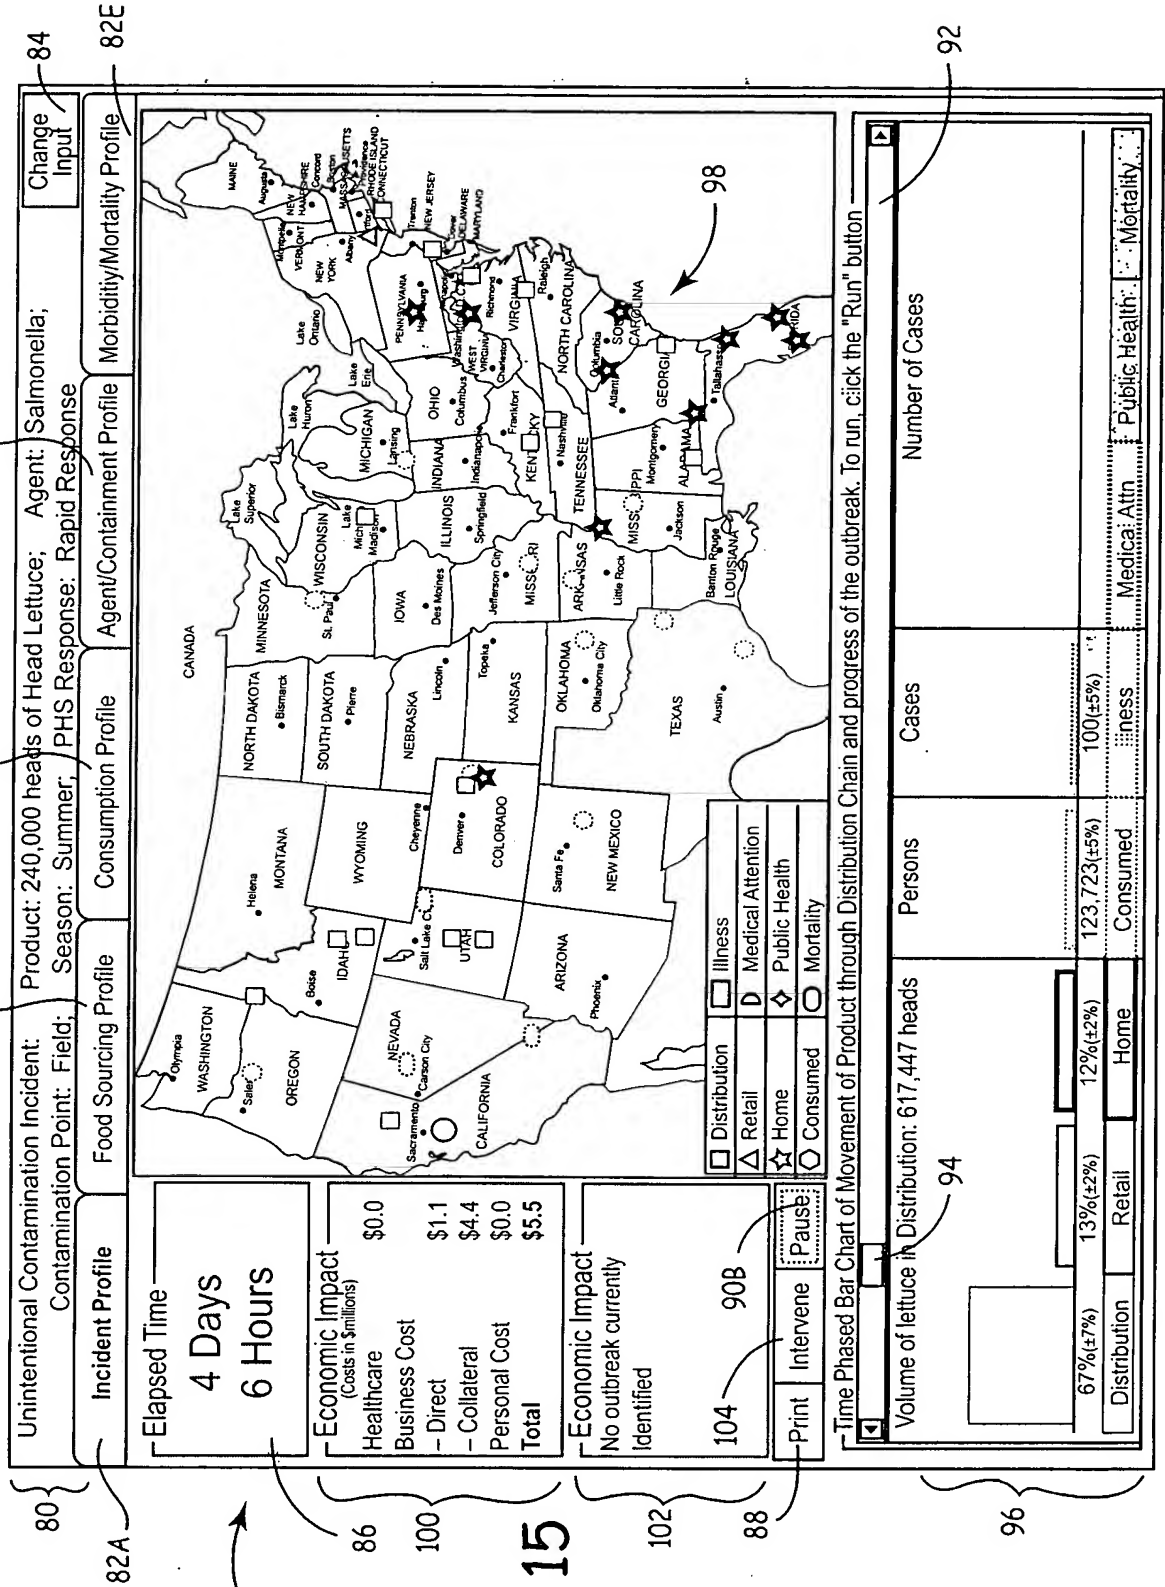 80
82A
84
82E
Unintentional Contamination Incident: Product: 240,000 heads of Head Lettuce; Agent: Salmonella;
Contamination Point: Field; Season: Summer; PHS Response: Rapid Response
Change
Input
Incident Profile
Food Sourcing Profile
Consumption Profile
Agent/Containment Profile
Morbiditiy/Mortality Profile
Elapsed Time
4 Days
6 Hours
86
100
Economic Impact
(Costs in $millions)
Healthcare $0.0
Business Cost
– Direct $1.1
– Collateral $4.4
Personal Cost $0.0
Total $5.5
15
102
Economic Impact
No outbreak currently
Identified
104
90B
88
Print
Intervene
Pause
CANADA
WASHINGTON
Olympia
OREGON
CALIFORNIA
Sacramento
NEVADA
Carson City
IDAHO
Boise
MONTANA
Helena
WYOMING
Cheyenne
UTAH
COLORADO
Denver
ARIZONA
Phoenix
NEW MEXICO
Santa Fe
NORTH DAKOTA
Bismarck
SOUTH DAKOTA
Pierre
NEBRASKA
Lincoln
KANSAS
Topeka
OKLAHOMA
Oklahoma City
TEXAS
Austin
MINNESOTA
St. Paul
IOWA
Des Moines
Jefferson City
Little Rock
Banton Rouge
LOUISIANA
WISCONSIN
Madison
Lake
Superior
ILLINOIS
Springfield
Jackson
MICHIGAN
Lansing
Lake
Huron
INDIANA
OHIO
Columbus
Frankfort
TENNESSEE
Nashville
Montgomery
GEORGIA
Tallahass
Columbia
CAROLINA
NORTH CAROLINA
Raleigh
VIRGINIA
Richmond
WEST
VIRGINIA
Charleston
PENNSYLVANIA
Lake
Erie
Lake
Ontario
NEW
YORK
Albany
VERMONT
Montpelier
NEW
HAMPSHIRE
Concord
MAINE
Augusta
Boston
MASSACHUSETTS
Providence
RHODE ISLAND
CONNECTICUT
Trenton
NEW JERSEY
Dover
DELAWARE
MARYLAND
98
Distribution
Illness
Retail
Medical Attention
Home
Public Health
Consumed
Mortality
Time Phased Bar Chart of Movement of Product through Distribution Chain and progress of the outbreak. To run, click the "Run" button
94
92
96
Volume of lettuce in Distribution: 617,447 heads
Persons
Cases
Number of Cases
67%(±7%) 13%(±2%) 12%(±2%) 123,723(±5%) 100(±5%)
Distribution Retail Home Consumed Illness Medical Attn Public Health Mortality